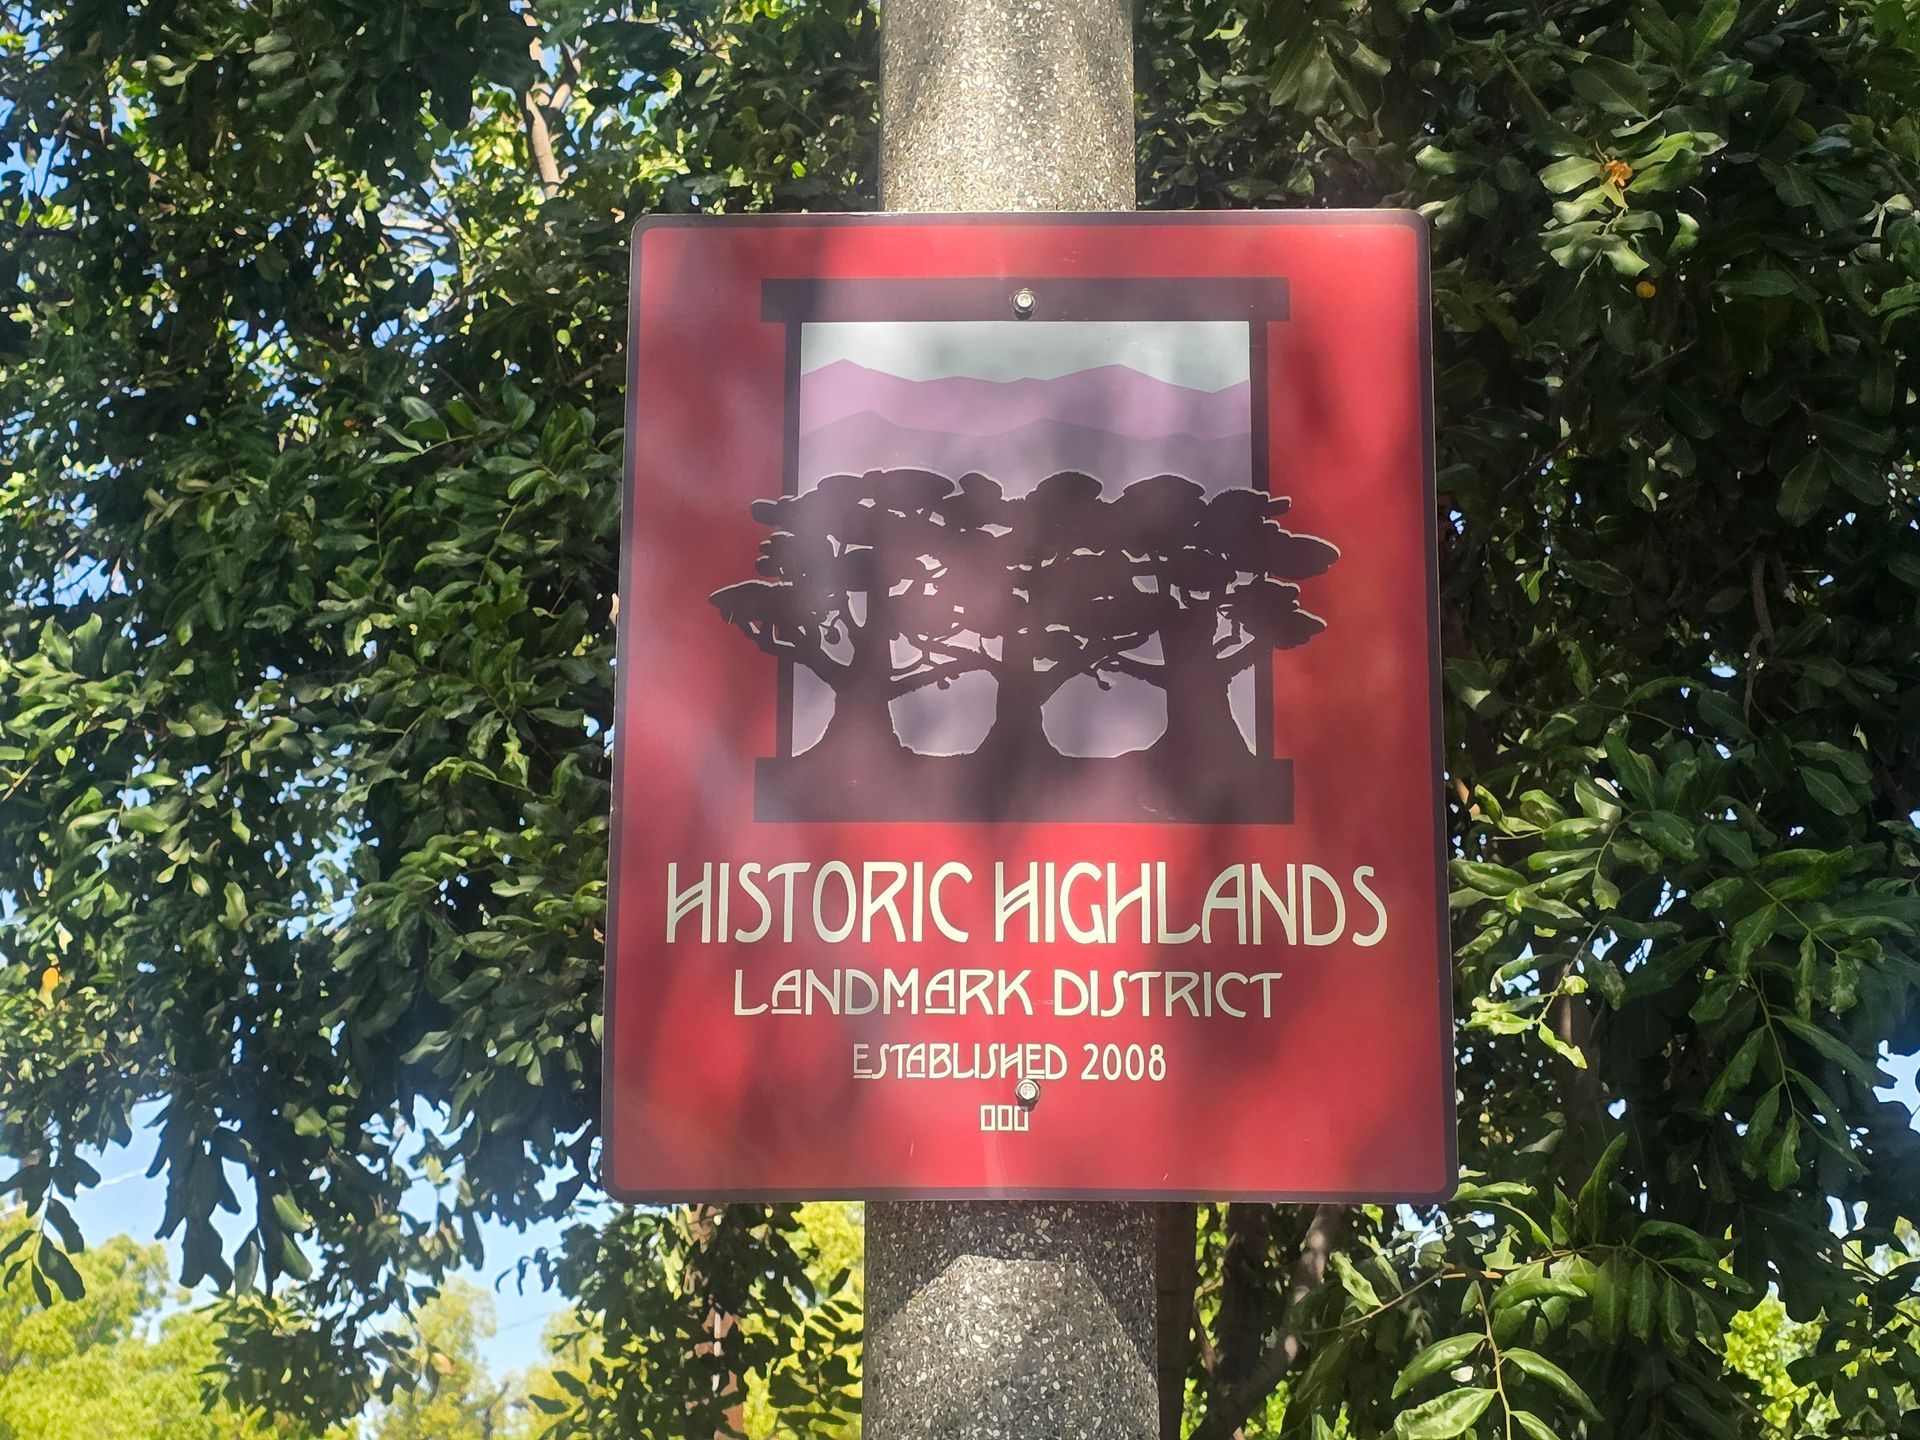 HISTORIC HIGHLANDS
LANDMARK DISTRICT
ESTABLISHED 2008